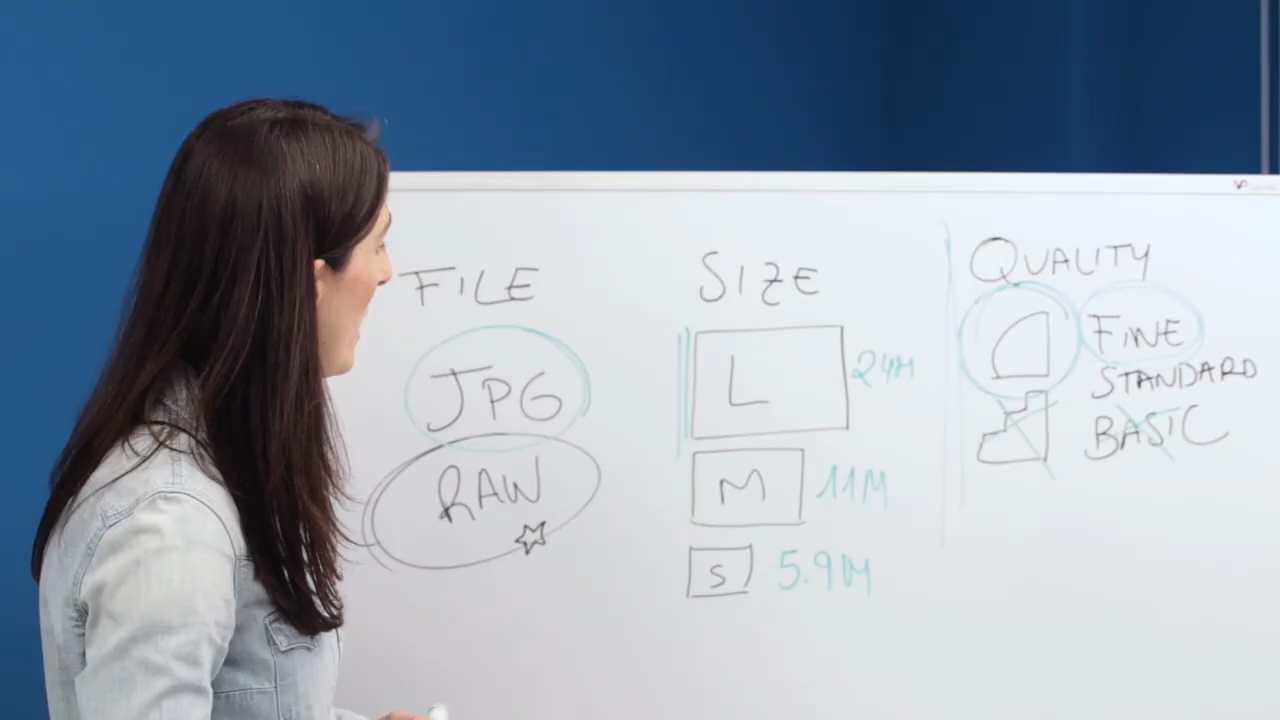 FILE
JPG
RAW
SIZE
L 24M
M 11M
S 5.9M
QUALITY
FINE
STANDARD
BASIC